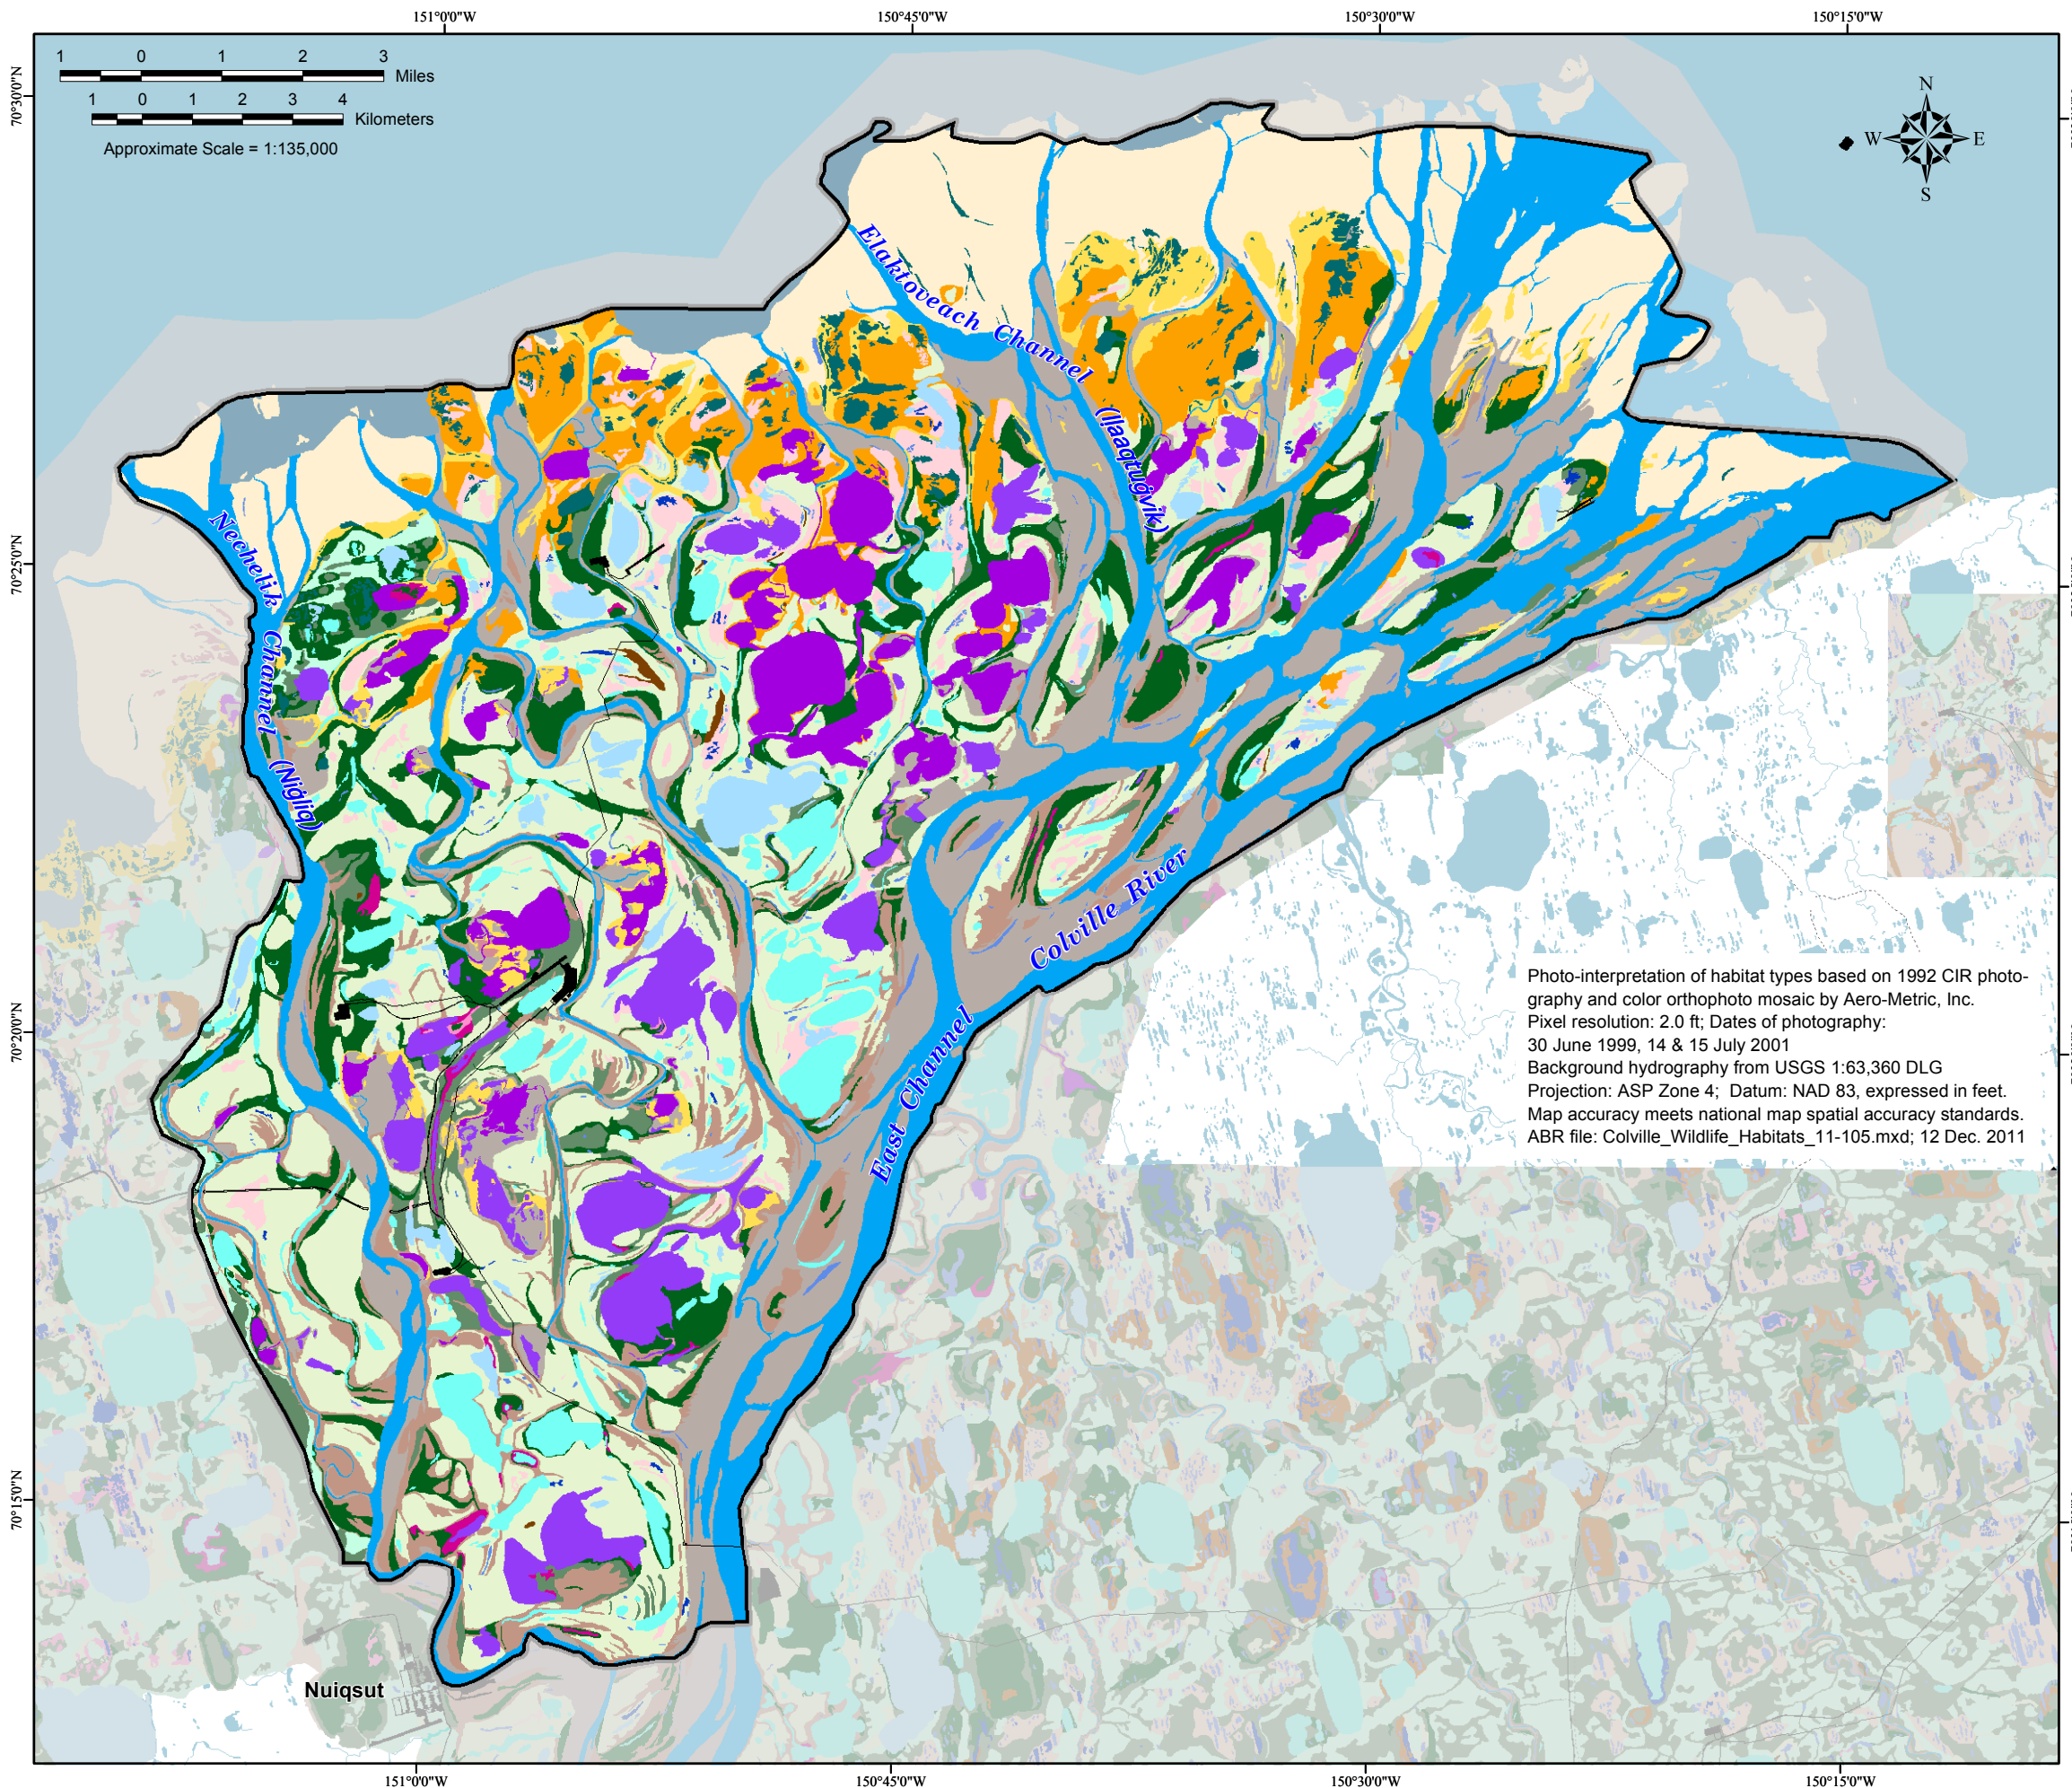 151°0'0"W 150°45'0"W 150°30'0"W 150°15'0"W
1 0 1 2 3
Miles
1 0 1 2 3 4
Kilometers
Approximate Scale = 1:135,000
N
W E
S
70°30'0"N
70°25'0"N
70°20'0"N
70°15'0"N
Elaktoveach Channel
Nechelik Channel
(Nigliq)
Colville River
East Channel
Photo-interpretation of habitat types based on 1992 CIR photo-
graphy and color orthophoto mosaic by Aero-Metric, Inc.
Pixel resolution: 2.0 ft; Dates of photography:
30 June 1999, 14 & 15 July 2001
Background hydrography from USGS 1:63,360 DLG
Projection: ASP Zone 4; Datum: NAD 83, expressed in feet.
Map accuracy meets national map spatial accuracy standards.
ABR file: Colville_Wildlife_Habitats_11-105.mxd; 12 Dec. 2011
Nuiqsut
151°0'0"W 150°45'0"W 150°30'0"W 150°15'0"W